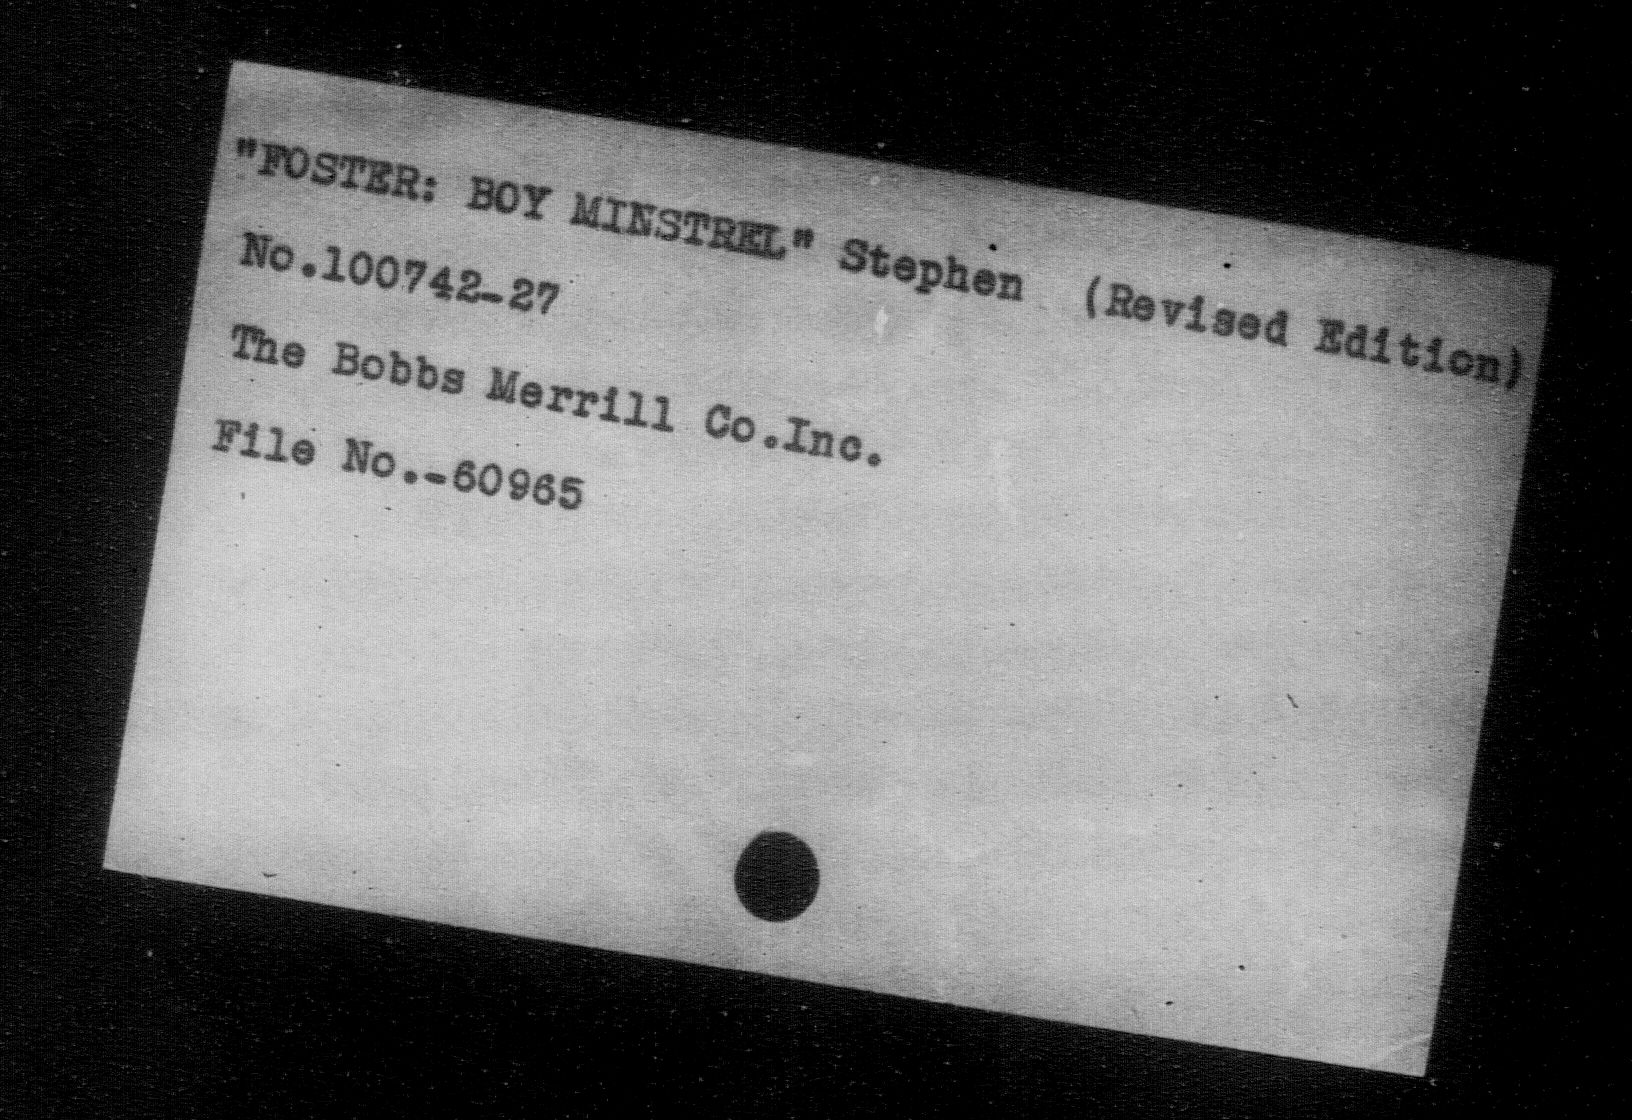 "FOSTER: BOY MINSTREL" Stephen (Revised Edition)
No.100742-27
The Bobbs Merrill Co.Inc.
File No.-60965